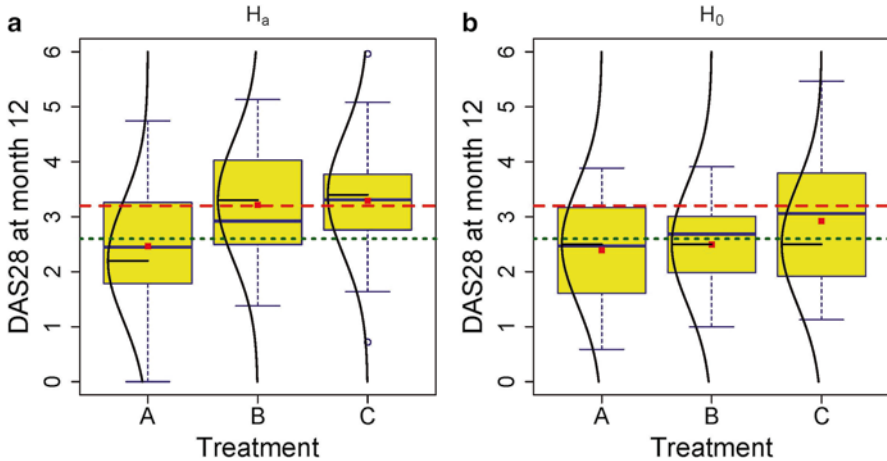 a
Hₐ
DAS28 at month 12
6
5
4
3
2
1
0
A B C
Treatment
b
H₀
DAS28 at month 12
6
5
4
3
2
1
0
A B C
Treatment